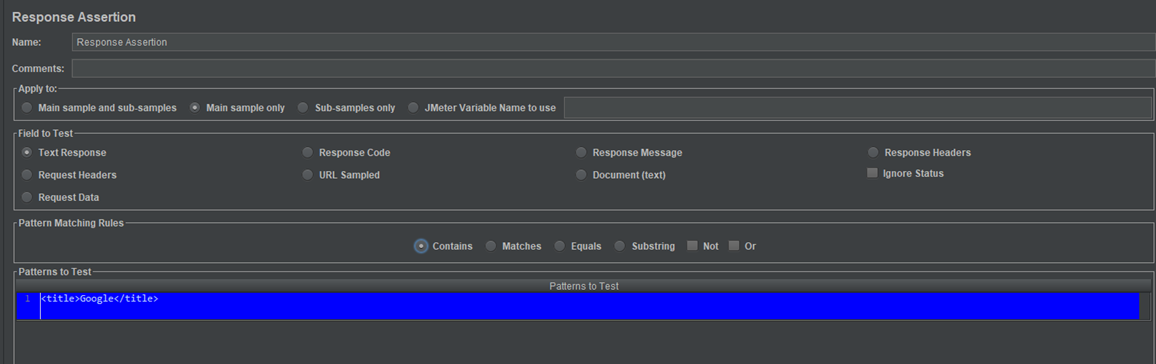 Response Assertion
Name: Response Assertion
Comments:
Apply to:
Main sample and sub-samples Main sample only Sub-samples only JMeter Variable Name to use
Field to Test
Text Response Response Code Response Message Response Headers
Request Headers URL Sampled Document (text) Ignore Status
Request Data
Pattern Matching Rules
Contains Matches Equals Substring Not Or
Patterns to Test
Patterns to Test
1 <title>Google</title>